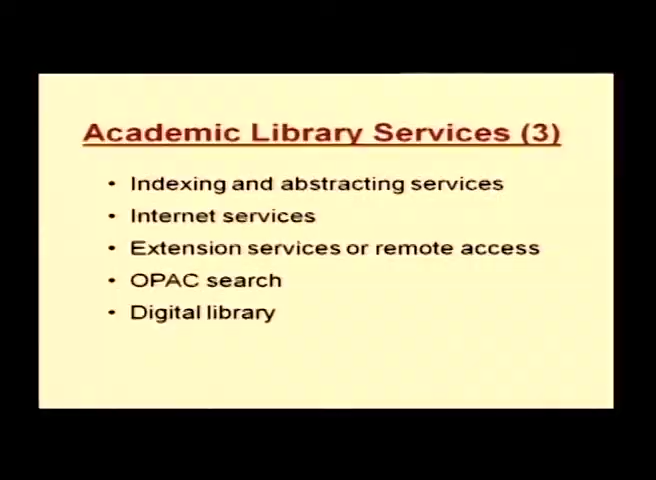 Academic Library Services (3)
• Indexing and abstracting services
• Internet services
• Extension services or remote access
• OPAC search
• Digital library